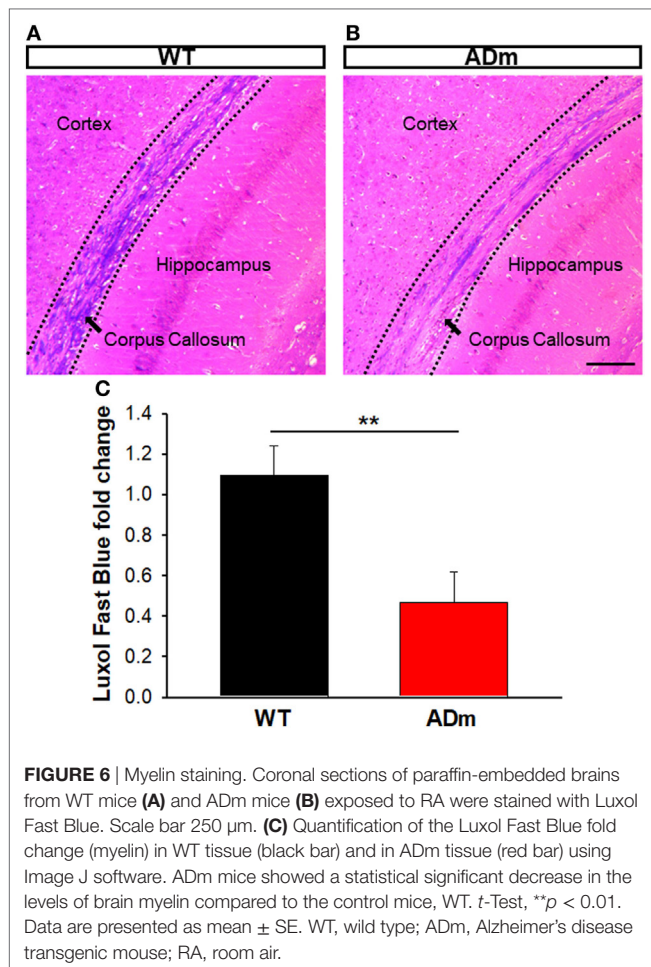 A
WT
B
ADm
Cortex
Hippocampus
Corpus Callosum
Cortex
Hippocampus
Corpus Callosum
C
Luxol Fast Blue fold change
1.4
1.2
1.0
0.8
0.6
0.4
0.2
0.0
**
WT
ADm
FIGURE 6 | Myelin staining. Coronal sections of paraffin-embedded brains
from WT mice (A) and ADm mice (B) exposed to RA were stained with Luxol
Fast Blue. Scale bar 250 µm. (C) Quantification of the Luxol Fast Blue fold
change (myelin) in WT tissue (black bar) and in ADm tissue (red bar) using
Image J software. ADm mice showed a statistical significant decrease in the
levels of brain myelin compared to the control mice, WT. t-Test, **p < 0.01.
Data are presented as mean ± SE. WT, wild type; ADm, Alzheimer's disease
transgenic mouse; RA, room air.